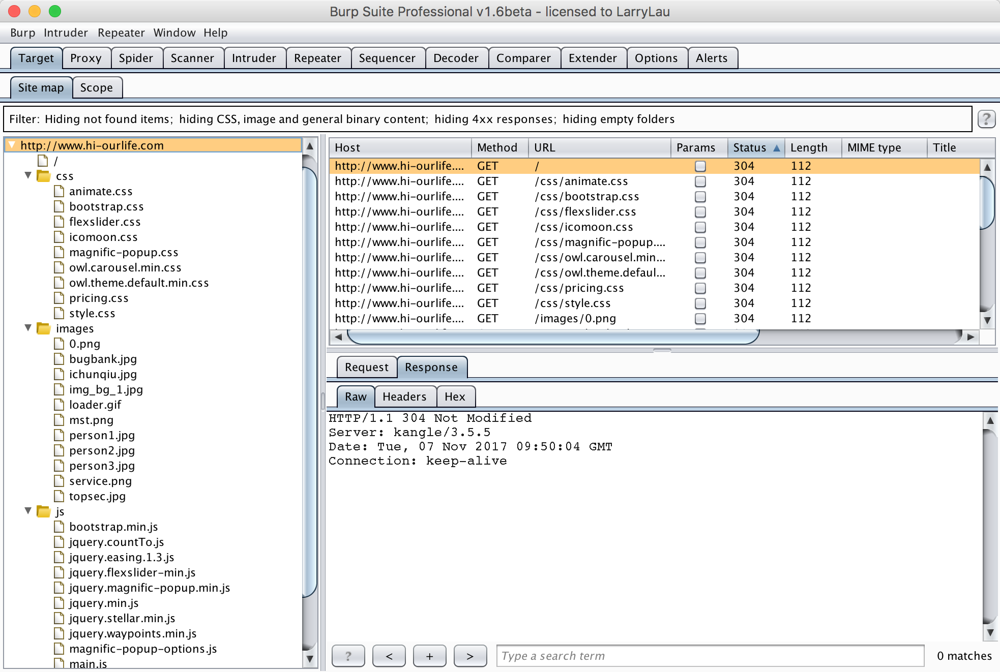 Burp Suite Professional v1.6beta - licensed to LarryLau
Burp Intruder Repeater Window Help
Target Proxy Spider Scanner Intruder Repeater Sequencer Decoder Comparer Extender Options Alerts
Site map Scope
Filter: Hiding not found items; hiding CSS, image and general binary content; hiding 4xx responses; hiding empty folders
?
http://www.hi-ourlife.com
/
css
animate.css
bootstrap.css
flexslider.css
icomoon.css
magnific-popup.css
owl.carousel.min.css
owl.theme.default.min.css
pricing.css
style.css
images
0.png
bugbank.jpg
ichunqiu.jpg
img_bg_1.jpg
loader.gif
mst.png
person1.jpg
person2.jpg
person3.jpg
service.png
topsec.jpg
js
bootstrap.min.js
jquery.countTo.js
jquery.easing.1.3.js
jquery.flexslider-min.js
jquery.magnific-popup.min.js
jquery.min.js
jquery.stellar.min.js
jquery.waypoints.min.js
magnific-popup-options.js
main.js
Host Method URL Params Status Length MIME type Title
http://www.hi-ourlife.... GET / 304 112
http://www.hi-ourlife.... GET /css/animate.css 304 112
http://www.hi-ourlife.... GET /css/bootstrap.css 304 112
http://www.hi-ourlife.... GET /css/flexslider.css 304 112
http://www.hi-ourlife.... GET /css/icomoon.css 304 112
http://www.hi-ourlife.... GET /css/magnific-popup.... 304 112
http://www.hi-ourlife.... GET /css/owl.carousel.min... 304 112
http://www.hi-ourlife.... GET /css/owl.theme.defaul... 304 112
http://www.hi-ourlife.... GET /css/pricing.css 304 112
http://www.hi-ourlife.... GET /css/style.css 304 112
http://www.hi-ourlife.... GET /images/0.png 304 112
Request Response
Raw Headers Hex
HTTP/1.1 304 Not Modified
Server: kangle/3.5.5
Date: Tue, 07 Nov 2017 09:50:04 GMT
Connection: keep-alive
? < + > Type a search term 0 matches